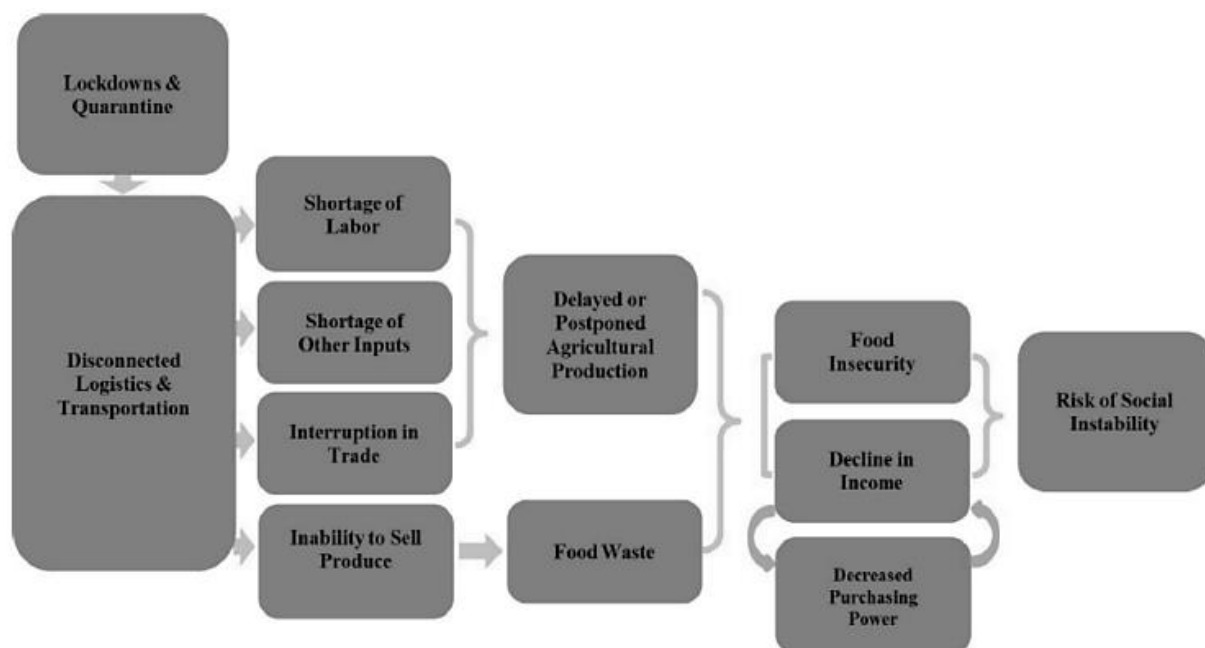 Lockdowns &
Quarantine
Disconnected
Logistics &
Transportation
Shortage of
Labor
Shortage of
Other Inputs
Interruption in
Trade
Inability to Sell
Produce
Delayed or
Postponed
Agricultural
Production
Food Waste
Food
Insecurity
Decline in
Income
Decreased
Purchasing
Power
Risk of Social
Instability